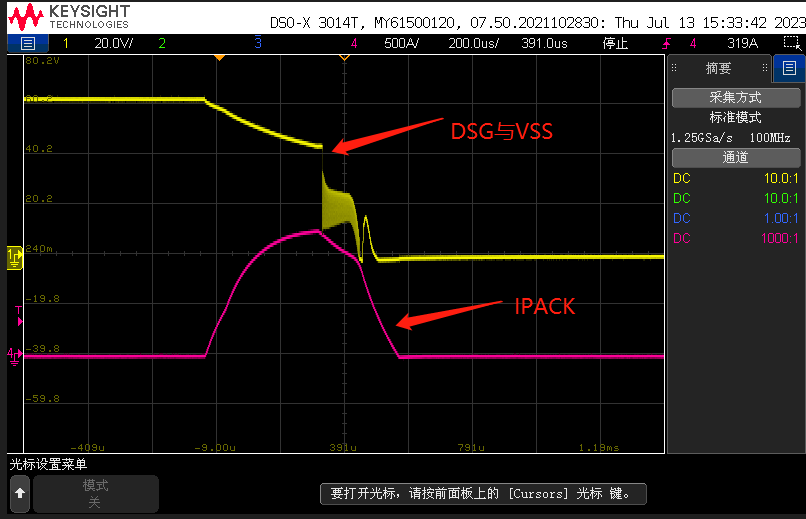 KEYSIGHT
TECHNOLOGIES
DSO-X 3014T, MY61500120, 07.50.2021102830: Thu Jul 13 15:33:42 2023
1 20.0V/ 2 3 4 500A/ 200.0us/ 391.0us 停止 4 319A
80.2V
60.2
40.2
20.2
240m
-19.8
-39.8
-59.8
-409u -9.00u 391u 791u 1.19ms
1
T
4
DSG与VSS
IPACK
摘要
采集方式
标准模式
1.25GSa/s 100MHz
通道
DC 10.0:1
DC 10.0:1
DC 1.00:1
DC 1000:1
光标设置菜单
模式
关
要打开光标，请按前面板上的 [Cursors] 光标 键。